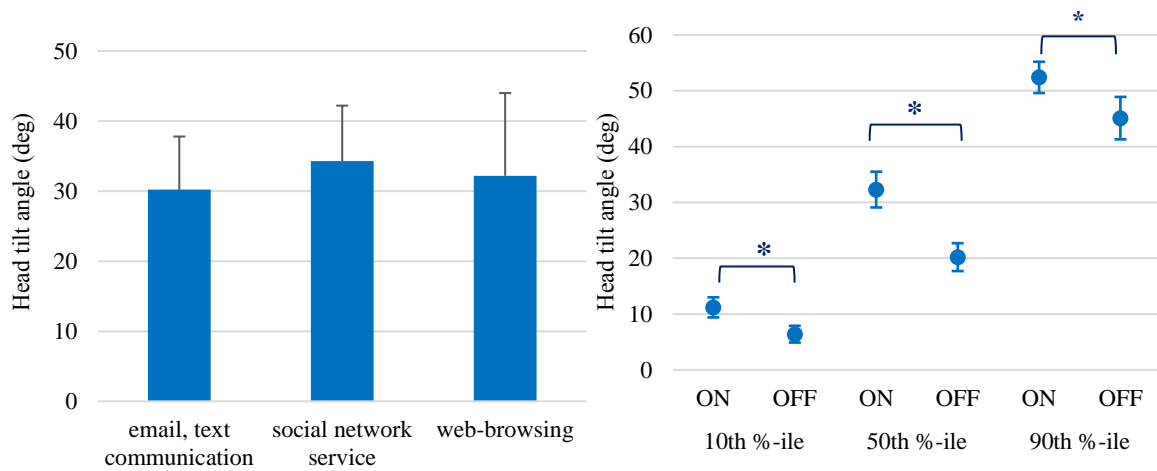 Head tilt angle (deg)
50
40
30
20
10
0
email, text
communication
social network
service
web-browsing
Head tilt angle (deg)
60
50
40
30
20
10
0
*
*
*
ON OFF ON OFF ON OFF
10th %-ile 50th %-ile 90th %-ile